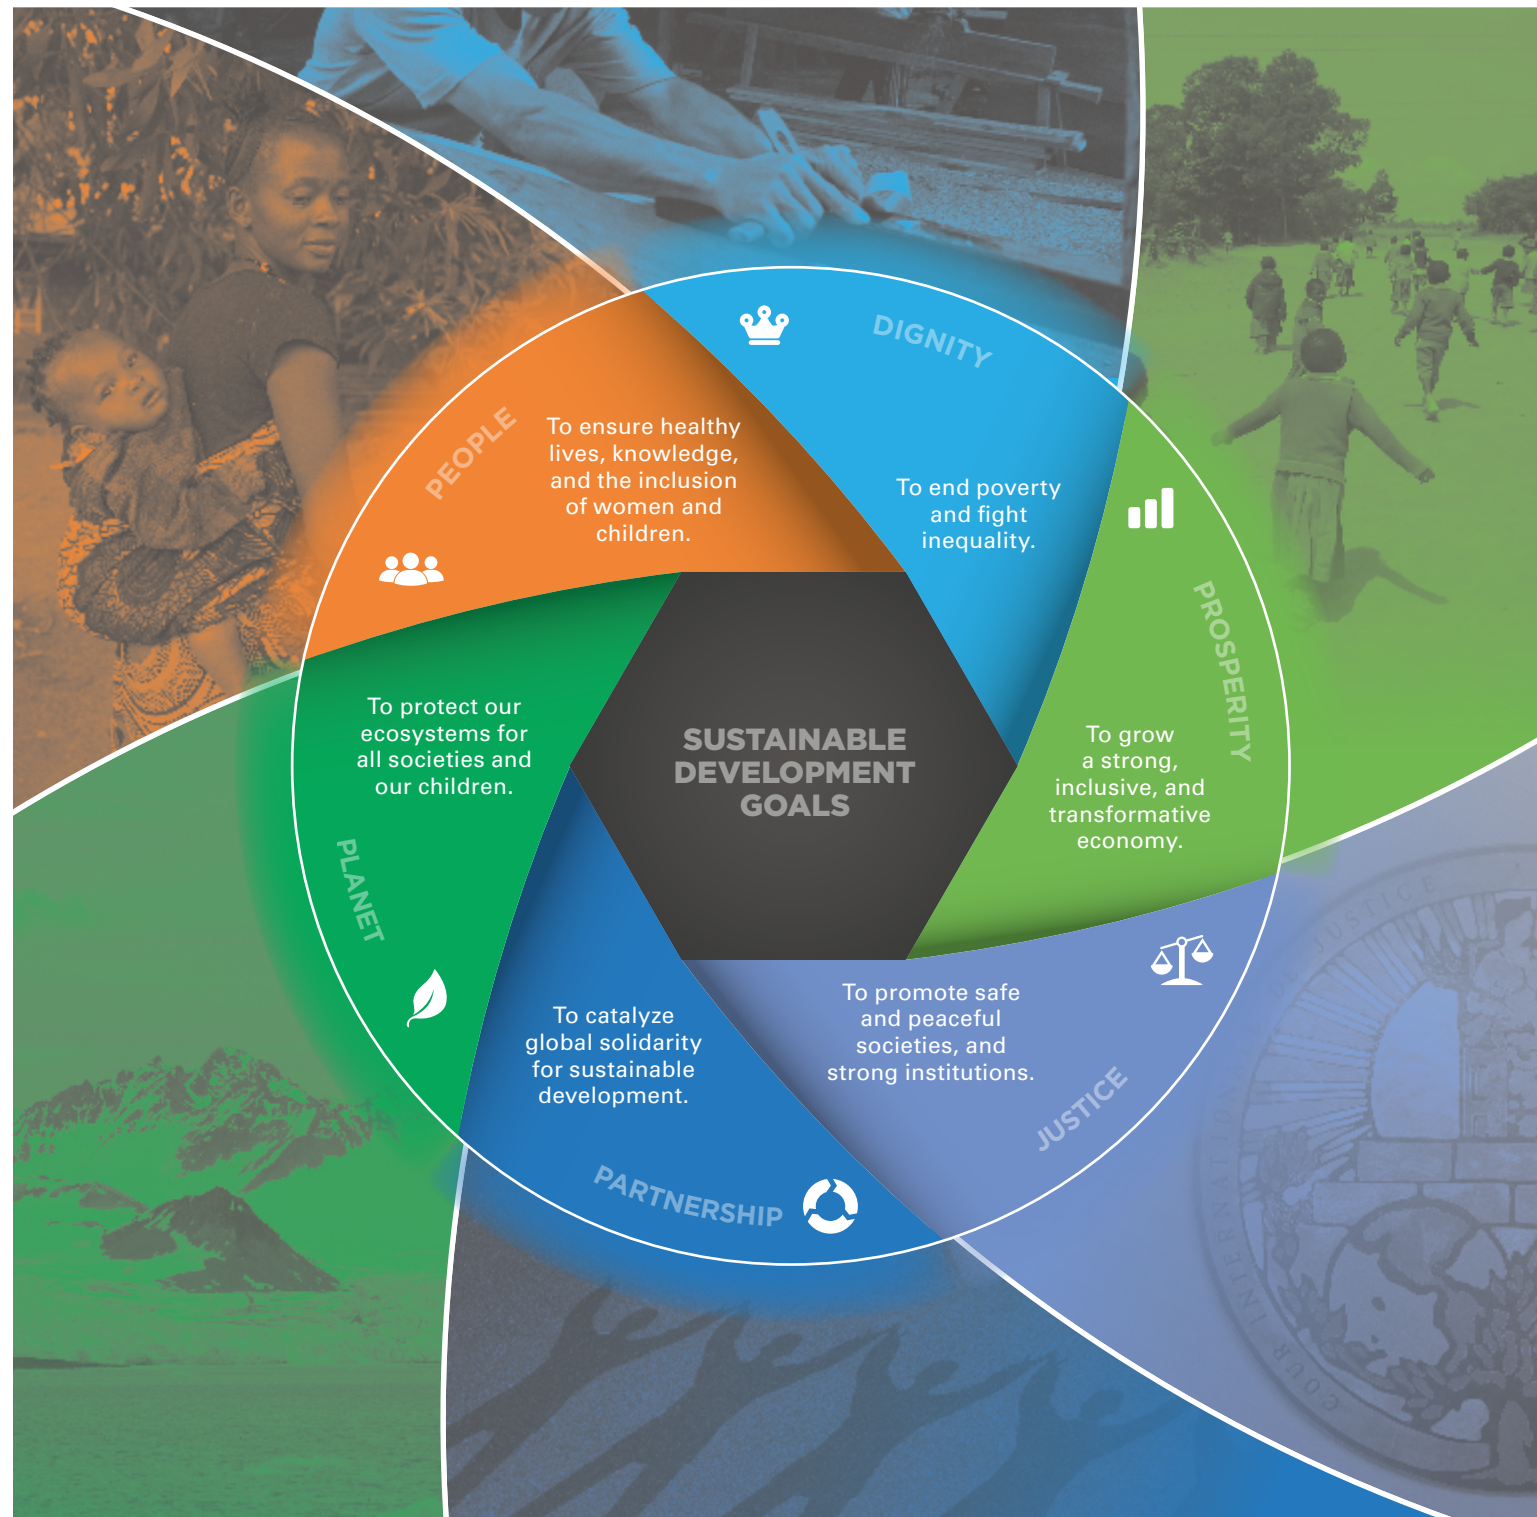 DIGNITY
To end poverty
and fight
inequality.
PROSPERITY
To grow
a strong,
inclusive, and
transformative
economy.
JUSTICE
To promote safe
and peaceful
societies, and
strong institutions.
PARTNERSHIP
To catalyze
global solidarity
for sustainable
development.
PLANET
To protect our
ecosystems for
all societies and
our children.
PEOPLE
To ensure healthy
lives, knowledge,
and the inclusion
of women and
children.
SUSTAINABLE
DEVELOPMENT
GOALS